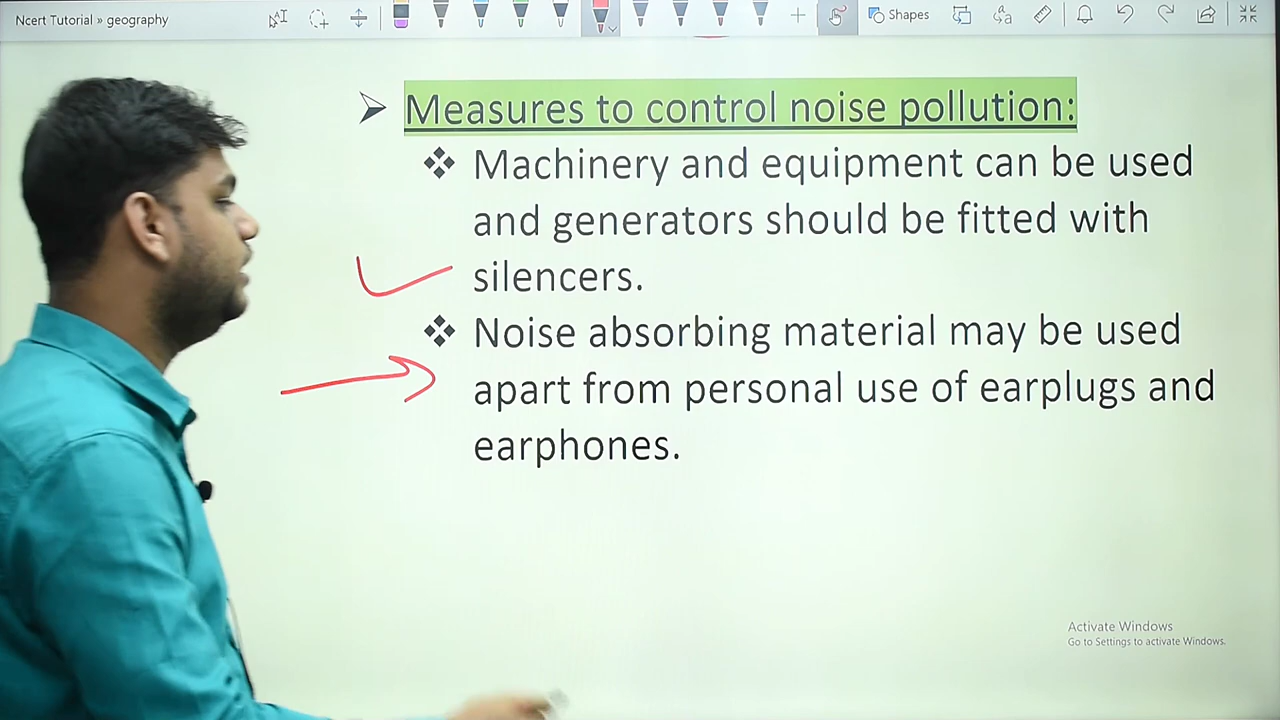 Ncert Tutorial » geography
Shapes
Measures to control noise pollution:
Machinery and equipment can be used
and generators should be fitted with
silencers.
Noise absorbing material may be used
apart from personal use of earplugs and
earphones.
Activate Windows
Go to Settings to activate Windows.